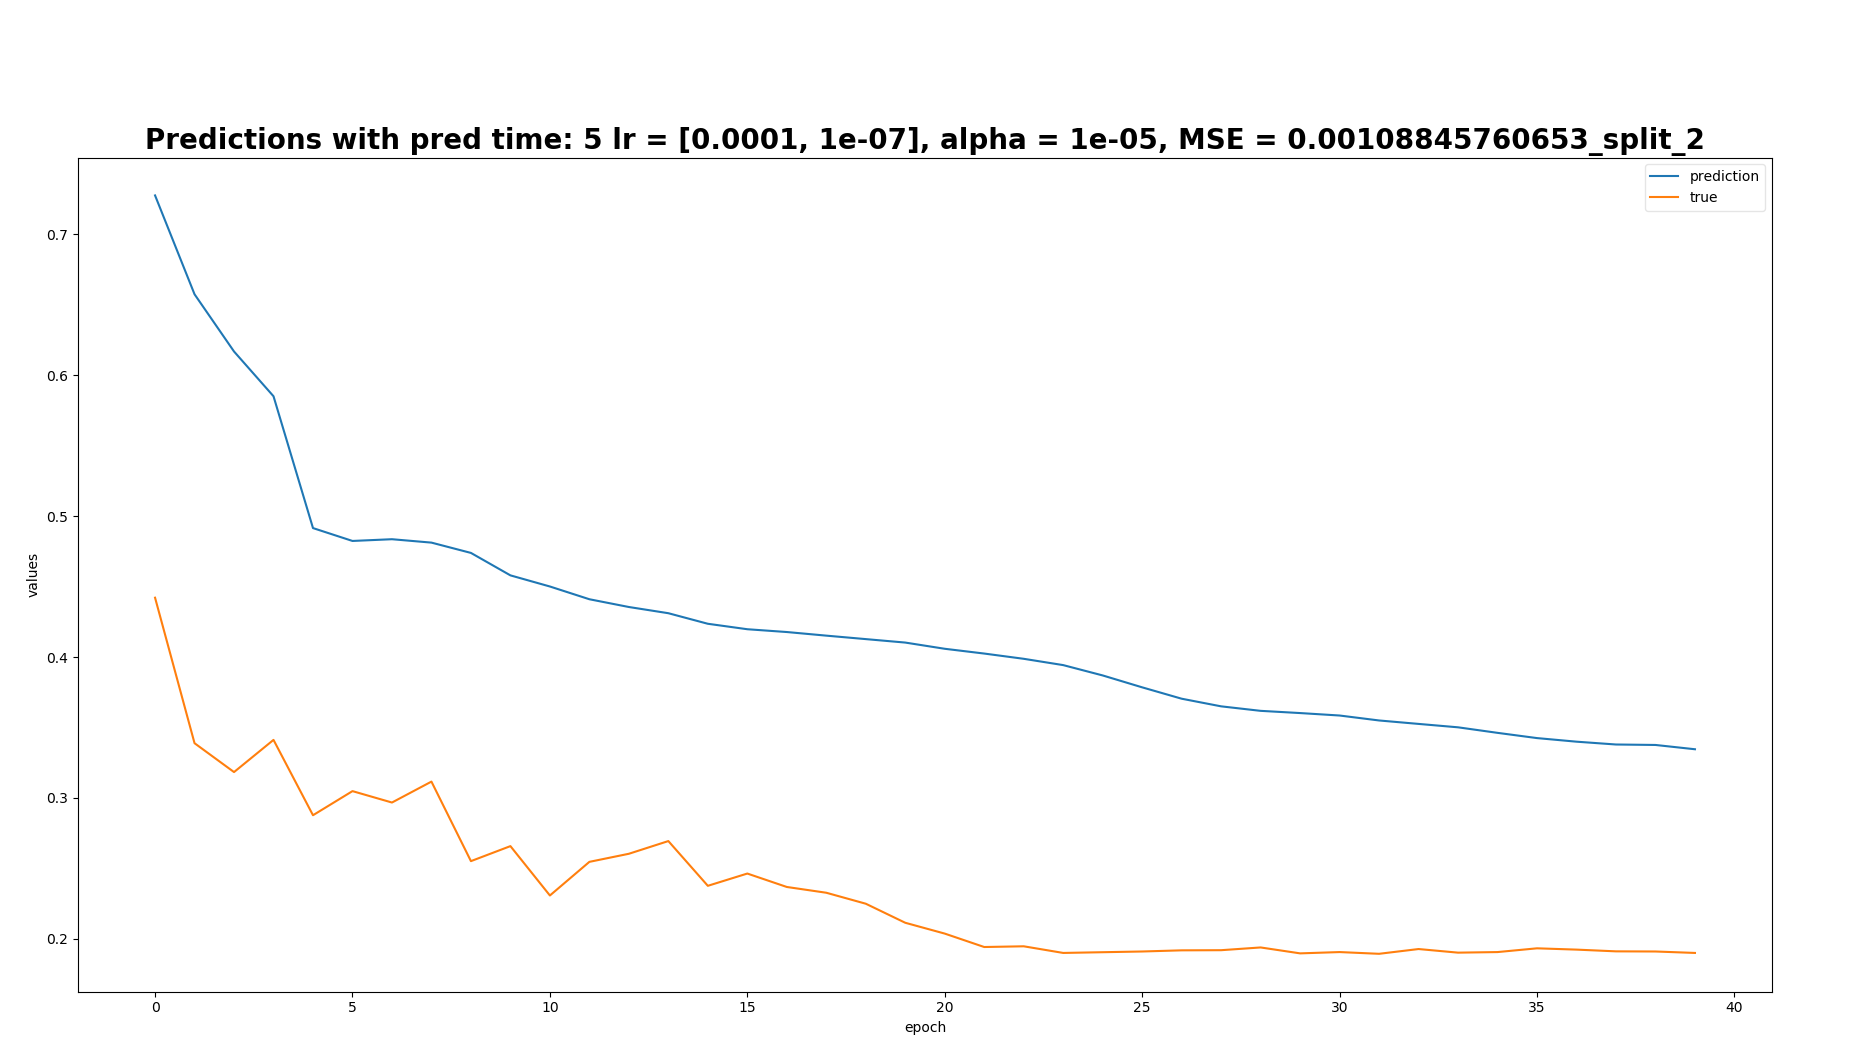 Predictions with pred time: 5 lr = [0.0001, 1e-07], alpha = 1e-05, MSE = 0.00108845760653_split_2
prediction
true
0.7
0.6
0.5
0.4
0.3
0.2
values
0 5 10 15 20 25 30 35 40
epoch